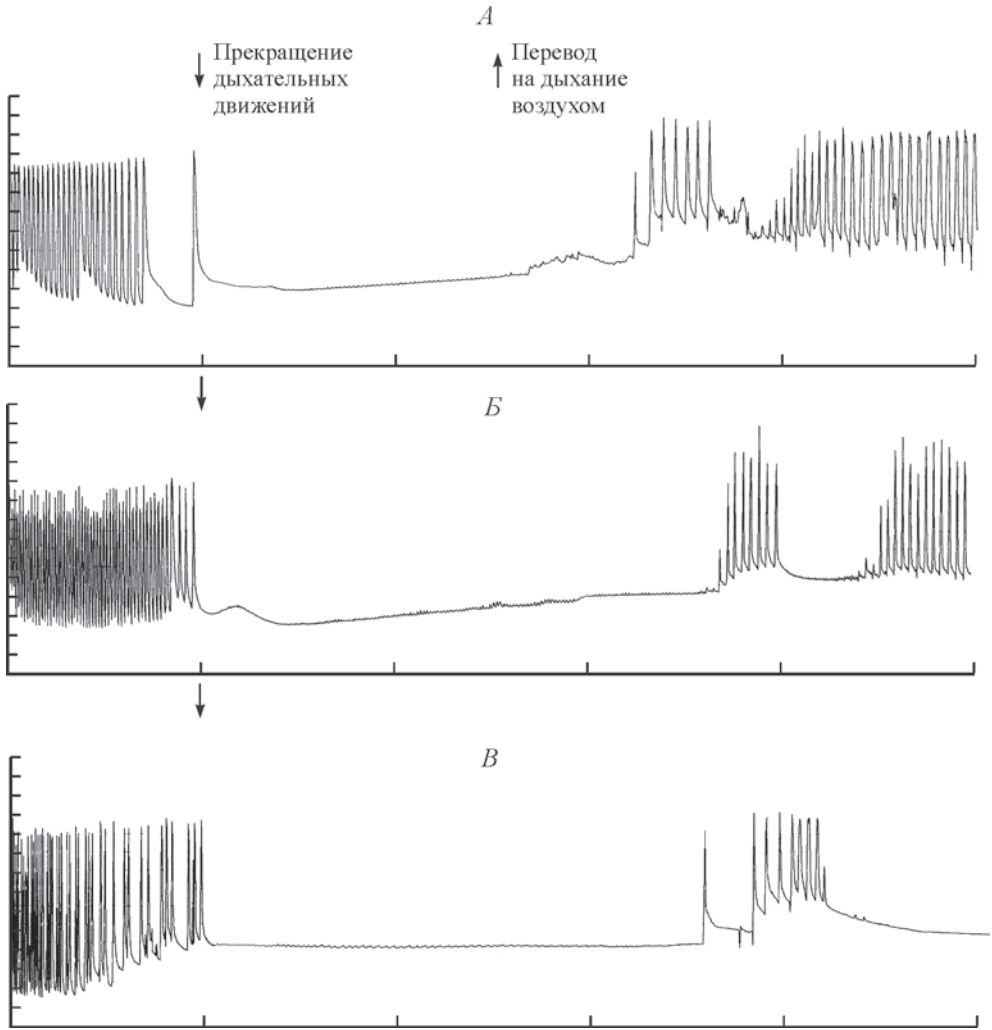 А
Прекращение
дыхательных
движений
Перевод
на дыхание
воздухом
Б
В